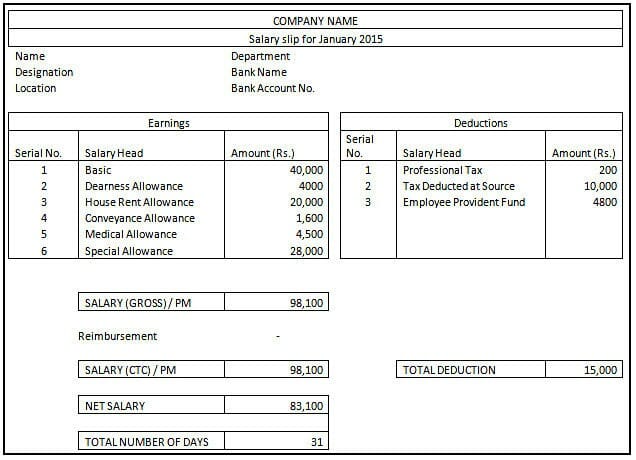 COMPANY NAME
Salary slip for January 2015
Name Department
Designation Bank Name
Location Bank Account No.
Earnings Deductions
Serial No. Salary Head Amount (Rs.) Serial No. Salary Head Amount (Rs.)
1 Basic 40,000 1 Professional Tax 200
2 Dearness Allowance 4000 2 Tax Deducted at Source 10,000
3 House Rent Allowance 20,000 3 Employee Provident Fund 4800
4 Conveyance Allowance 1,600
5 Medical Allowance 4,500
6 Special Allowance 28,000
SALARY (GROSS) / PM 98,100
Reimbursement -
SALARY (CTC) / PM 98,100 TOTAL DEDUCTION 15,000
NET SALARY 83,100
TOTAL NUMBER OF DAYS 31